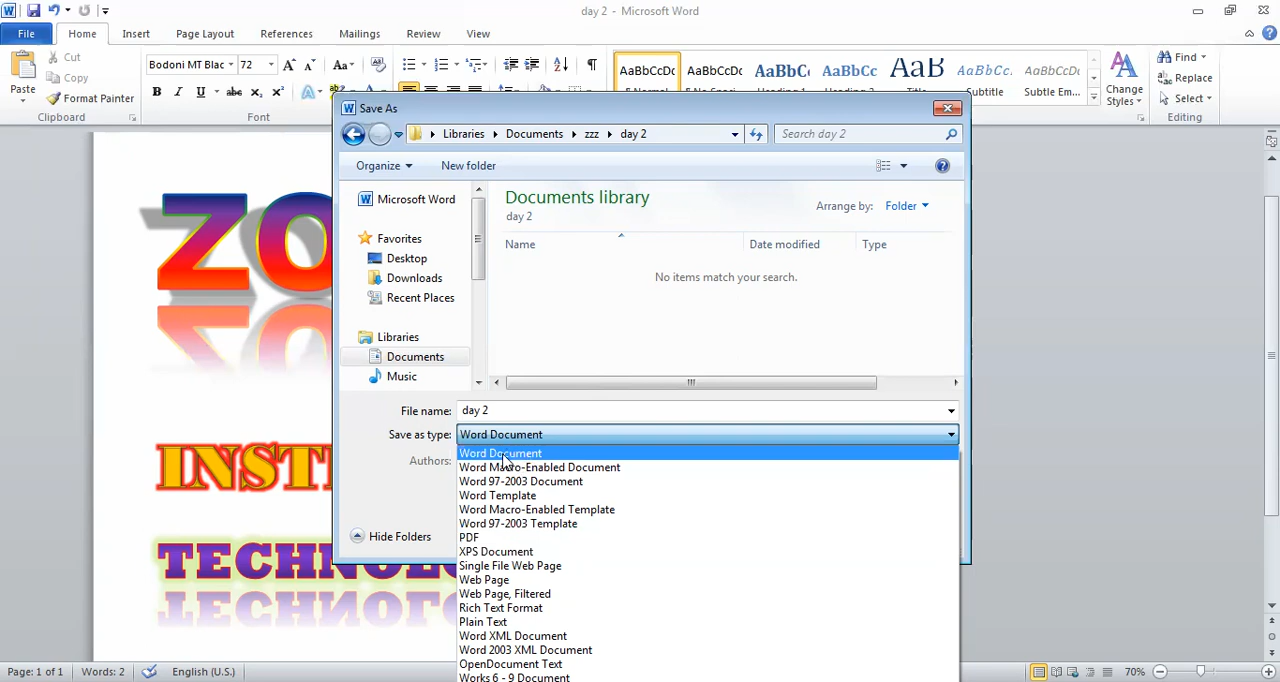 day 2 - Microsoft Word
File Home Insert Page Layout References Mailings Review View
Paste
Cut
Copy
Format Painter
Clipboard
Bodoni MT Blac 72
Font
AaBbCcDc AaBbCcDc AaBbC AaBbCc AaB AaBbCc. AaBbCcDc
Subtitle Subtle Em...
Change Styles
Find
Replace
Select
Editing
Save As
Libraries Documents zzz day 2
Search day 2
Organize New folder
Microsoft Word
Favorites
Desktop
Downloads
Recent Places
Libraries
Documents
Music
Documents library
day 2
Arrange by: Folder
Name Date modified Type
No items match your search.
File name: day 2
Save as type: Word Document
Authors:
Hide Folders
Word Document
Word Macro-Enabled Document
Word 97-2003 Document
Word Template
Word Macro-Enabled Template
Word 97-2003 Template
PDF
XPS Document
Single File Web Page
Web Page
Web Page, Filtered
Rich Text Format
Plain Text
Word XML Document
Word 2003 XML Document
OpenDocument Text
Works 6 - 9 Document
ZO
INST
TECHNOL
Page: 1 of 1 Words: 2 English (U.S.) 70%